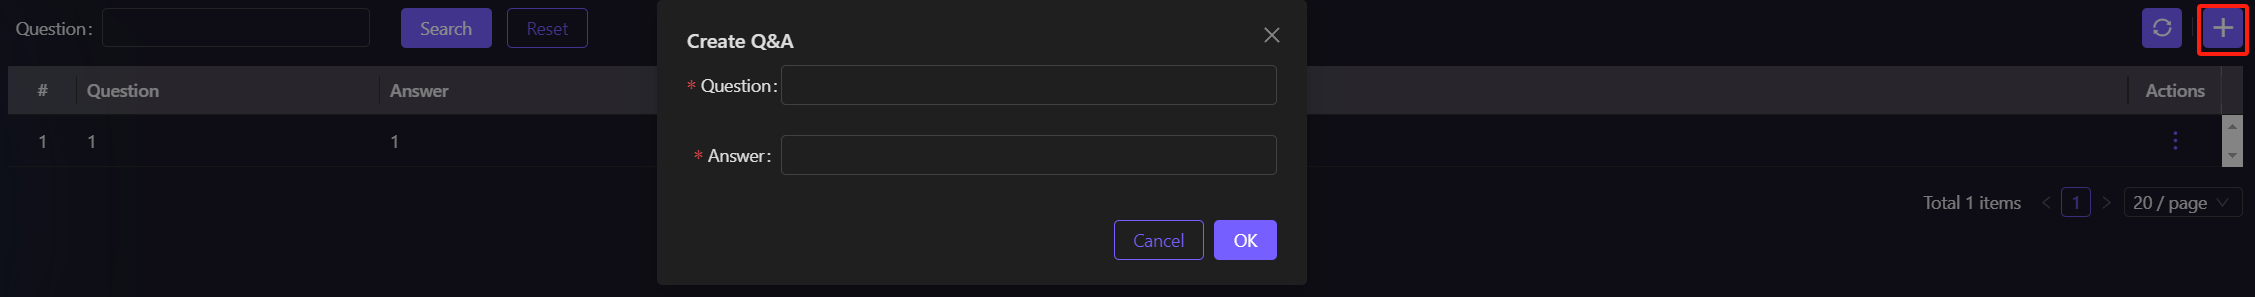 Question: Search Reset
Create Q&A
# Question Answer Actions
* Question:
1 1 1
* Answer:
Total 1 items < 1 > 20 / page
Cancel OK